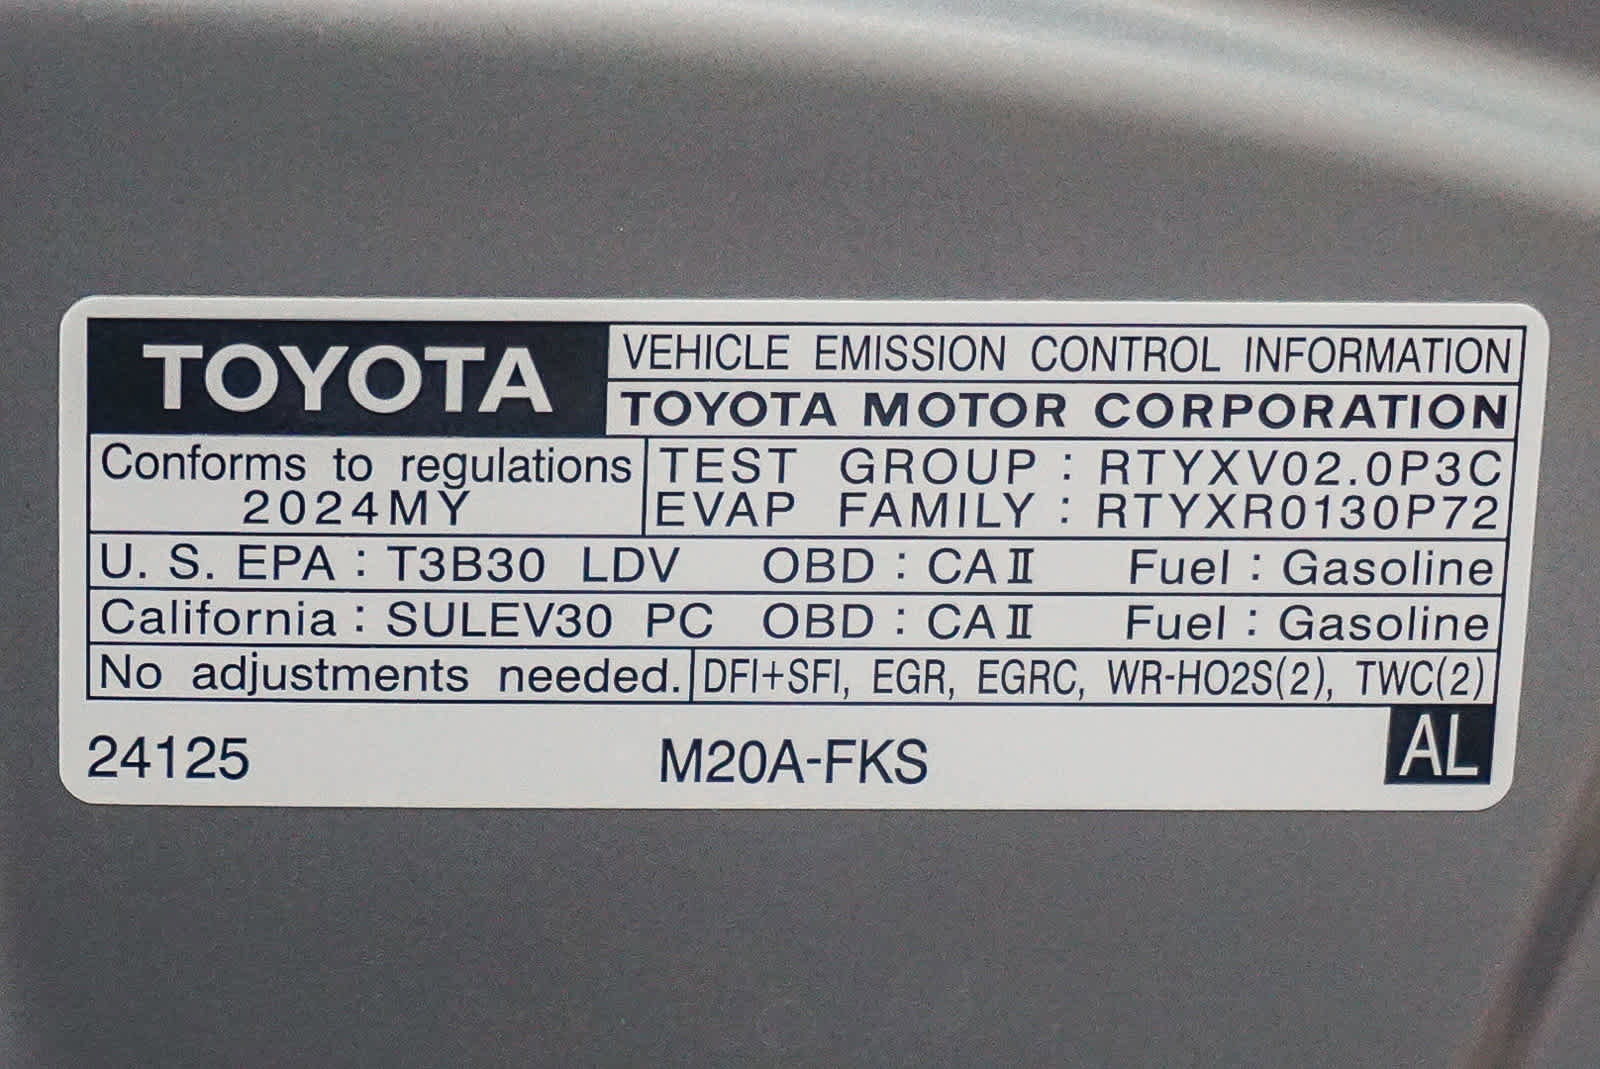 TOYOTA
VEHICLE EMISSION CONTROL INFORMATION
TOYOTA MOTOR CORPORATION
Conforms to regulations
2024MY
TEST GROUP : RTYXV02.0P3C
EVAP FAMILY : RTYXR0130P72
U. S. EPA : T3B30 LDV OBD : CAⅡ Fuel : Gasoline
California : SULEV30 PC OBD : CAⅡ Fuel : Gasoline
No adjustments needed. DFI+SFI, EGR, EGRC, WR-HO2S(2), TWC(2)
24125 M20A-FKS AL